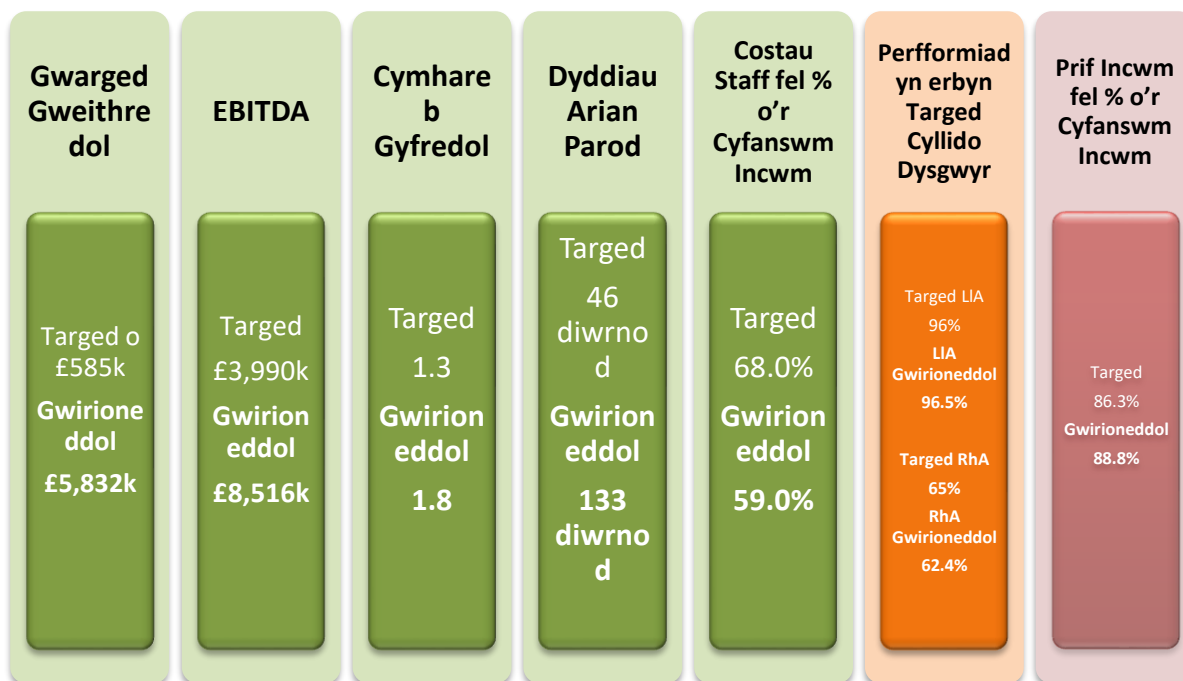 Gwarged
Gweithre
dol
Targed o
£585k
Gwirione
ddol
£5,832k
EBITDA
Targed
£3,990k
Gwirion
eddol
£8,516k
Cymhare
b
Gyfredol
Targed
1.3
Gwirion
eddol
1.8
Dyddiau
Arian
Parod
Targed
46
diwrno
d
Gwirion
eddol
133
diwrno
d
Costau
Staff fel %
o’r
Cyfanswm
Incwm
Targed
68.0%
Gwirion
eddol
59.0%
Perfformiad
yn erbyn
Targed
Cyllido
Dysgwyr
Targed LlA
96%
LlA
Gwirioneddol
96.5%
Targed RhA
65%
RhA
Gwirioneddol
62.4%
Prif Incwm
fel % o’r
Cyfanswm
Incwm
Targed
86.3%
Gwirioneddol
88.8%